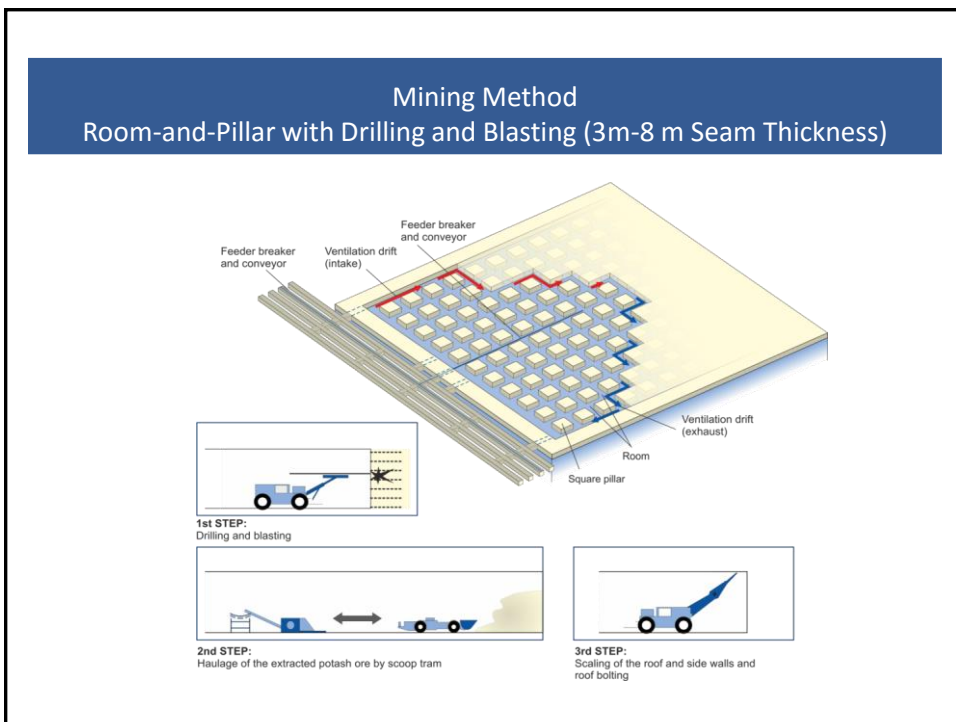 Mining Method
Room-and-Pillar with Drilling and Blasting (3m-8 m Seam Thickness)
Feeder breaker
and conveyor
Feeder breaker
and conveyor
Ventilation drift
(intake)
Ventilation drift
(exhaust)
Room
Square pillar
1st STEP:
Drilling and blasting
2nd STEP:
Haulage of the extracted potash ore by scoop tram
3rd STEP:
Scaling of the roof and side walls and
roof bolting